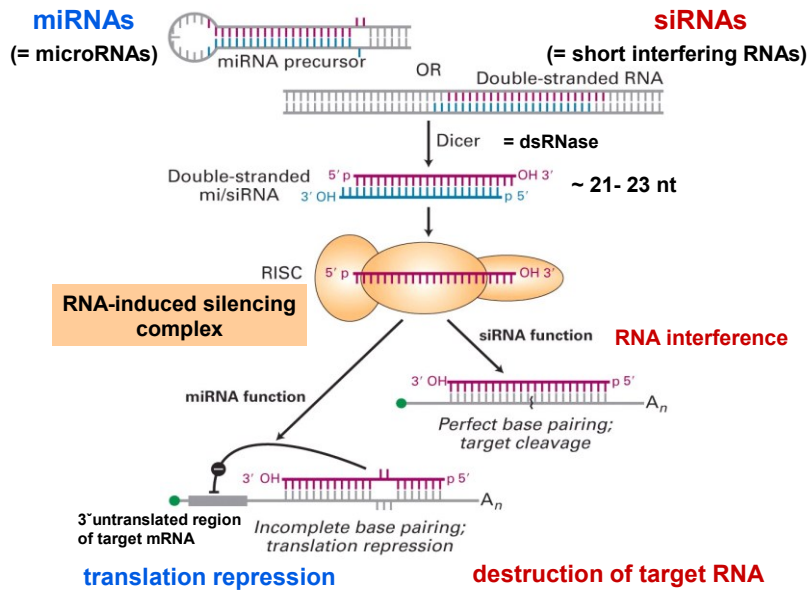 miRNAs
(= microRNAs)
siRNAs
(= short interfering RNAs)
miRNA precursor
OR
Double-stranded RNA
Dicer
= dsRNase
Double-stranded
mi/siRNA
5′ p
OH 3′
3′ OH
p 5′
~ 21- 23 nt
RISC
5′ p
OH 3′
RNA-induced silencing
complex
siRNA function
RNA interference
miRNA function
3′ OH
p 5′
An
Perfect base pairing;
target cleavage
3′ OH
p 5′
An
3˘untranslated region
of target mRNA
Incomplete base pairing;
translation repression
translation repression
destruction of target RNA